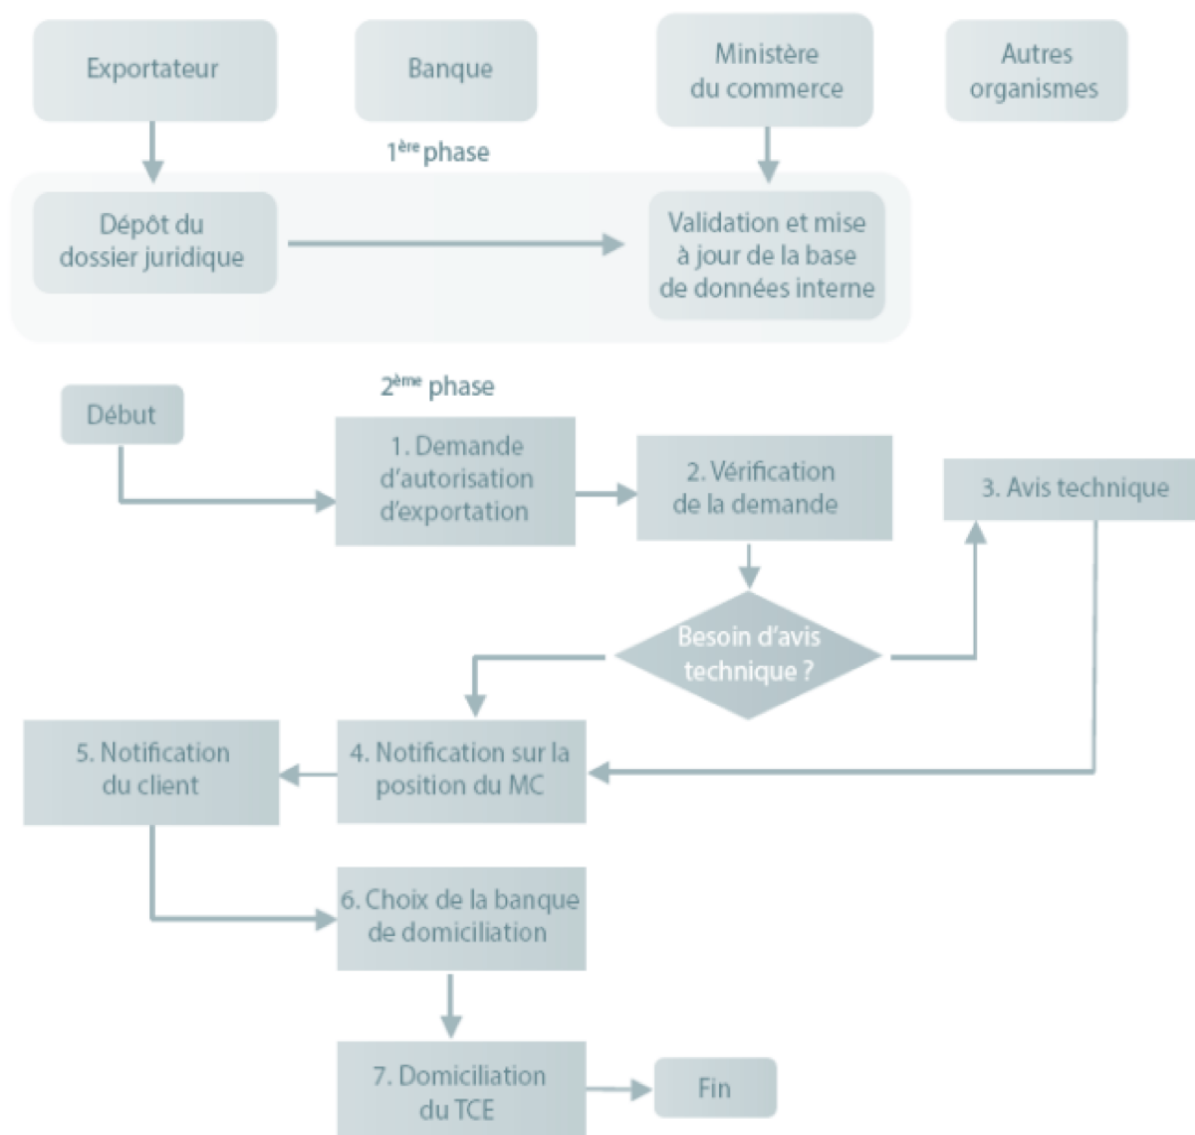 Exportateur
Banque
Ministère
du commerce
Autres
organismes
1ère phase
Dépôt du
dossier juridique
Validation et mise
à jour de la base
de données interne
2ème phase
Début
1. Demande
d'autorisation
d'exportation
2. Vérification
de la demande
3. Avis technique
Besoin d'avis
technique ?
5. Notification
du client
4. Notification sur la
position du MC
6. Choix de la banque
de domiciliation
7. Domiciliation
du TCE
Fin